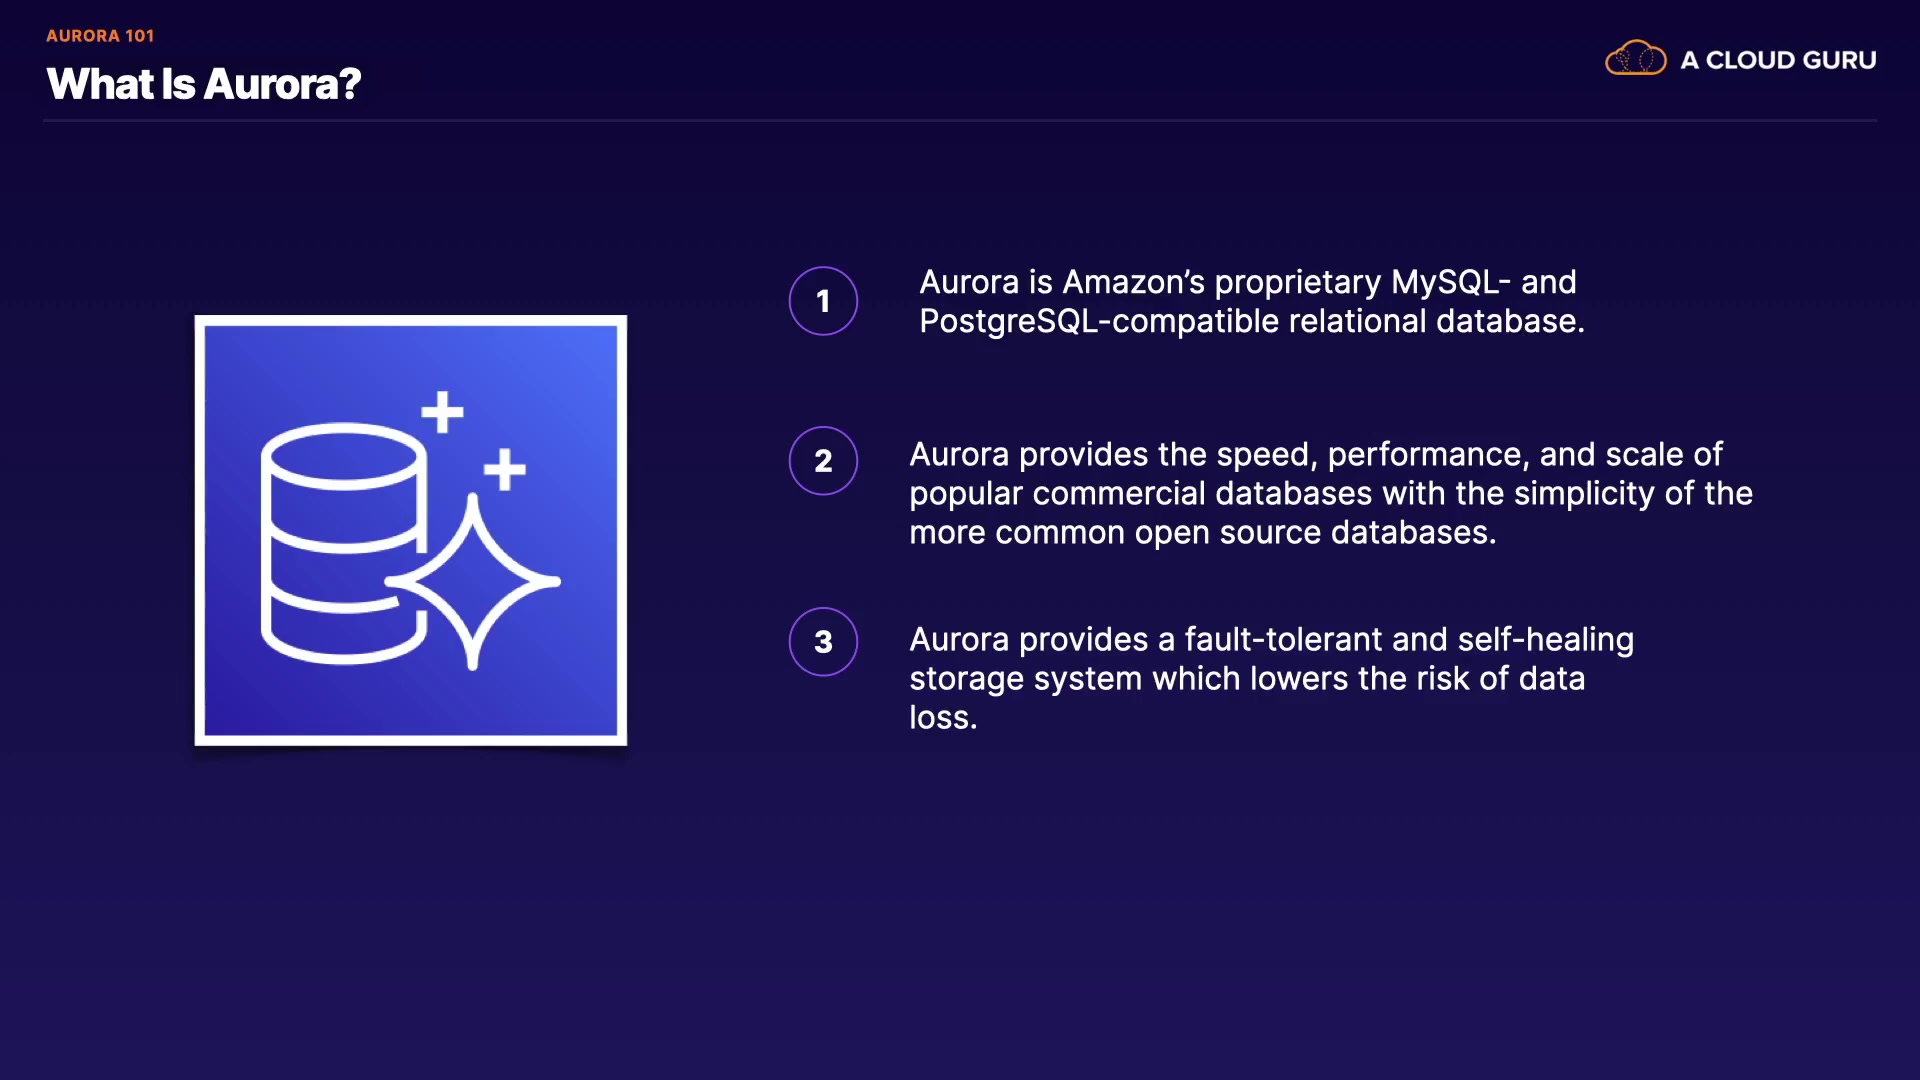 AURORA 101
What Is Aurora?
A CLOUD GURU
1
Aurora is Amazon’s proprietary MySQL- and
PostgreSQL-compatible relational database.
2
Aurora provides the speed, performance, and scale of
popular commercial databases with the simplicity of the
more common open source databases.
3
Aurora provides a fault-tolerant and self-healing
storage system which lowers the risk of data
loss.